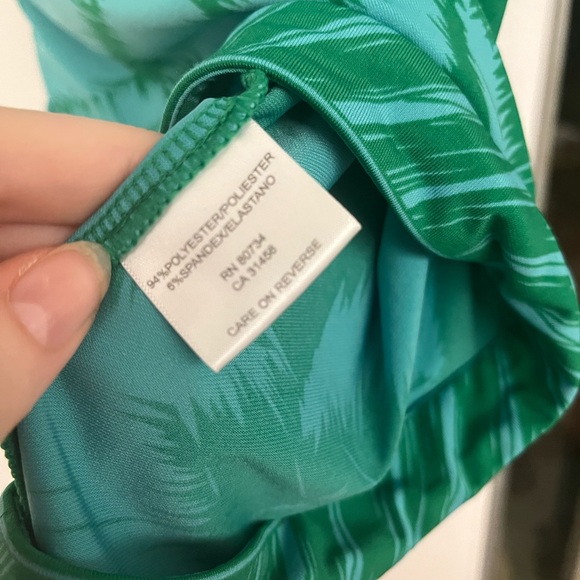 94%POLYESTER/POLIESTER
6%SPANDEX/ELASTANO
RN 80734
CA 31458
CARE ON REVERSE